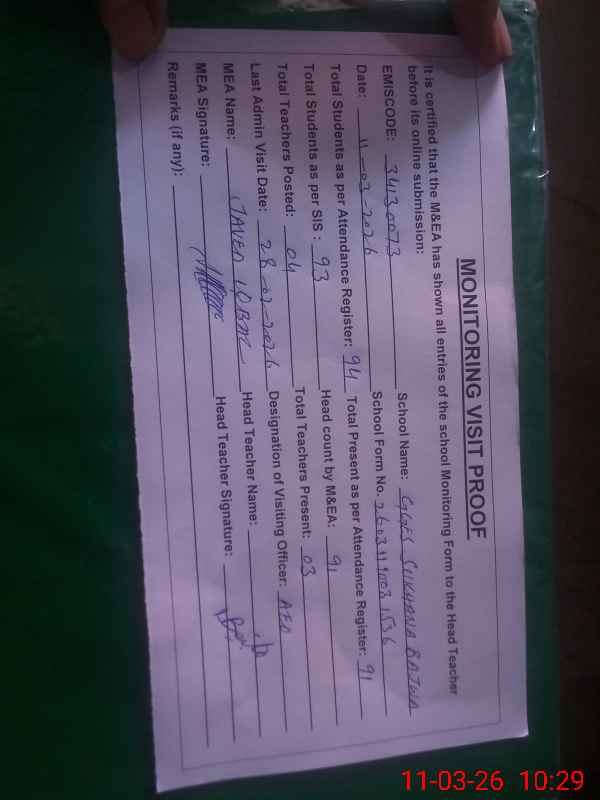 MONITORING VISIT PROOF
It is certified that the M&EA has shown all entries of the school Monitoring Form to the Head Teacher
before its online submission:
EMISCODE: 34130073 School Name: GGES SUKHANA BAJWA
Date: 11-03-2026 School Form No.
Total Students as per Attendance Register: 94 Total Present as per Attendance Register: 91
Total Students as per SIS : 93 Head count by M&EA: 91
Total Teachers Posted: 04 Total Teachers Present: 03
Last Admin Visit Date: 28-02-2026 Designation of Visiting Officer: AEO
MEA Name: JAVED IQBAL Head Teacher Name:
MEA Signature: Head Teacher Signature:
Remarks (if any):
11-03-26 10:29